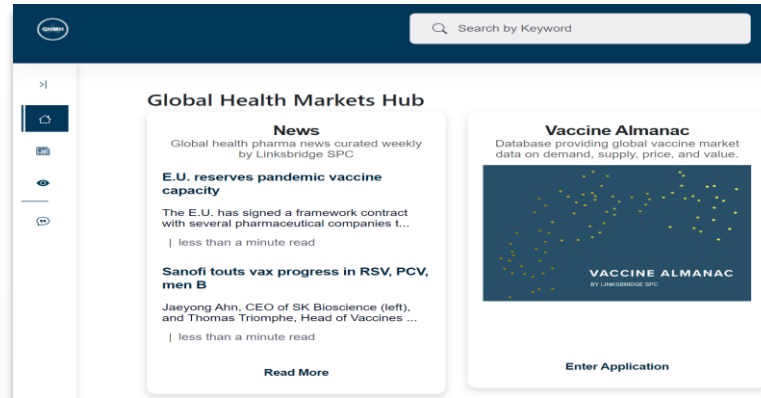 GHMH
Search by Keyword
Global Health Markets Hub
News
Global health pharma news curated weekly
by Linksbridge SPC
E.U. reserves pandemic vaccine
capacity
The E.U. has signed a framework contract
with several pharmaceutical companies t...
| less than a minute read
Sanofi touts vax progress in RSV, PCV,
men B
Jaeyong Ahn, CEO of SK Bioscience (left),
and Thomas Triomphe, Head of Vaccines ...
| less than a minute read
Read More
Vaccine Almanac
Database providing global vaccine market
data on demand, supply, price, and value.
VACCINE ALMANAC
BY LINKSBRIDGE SPC
Enter Application